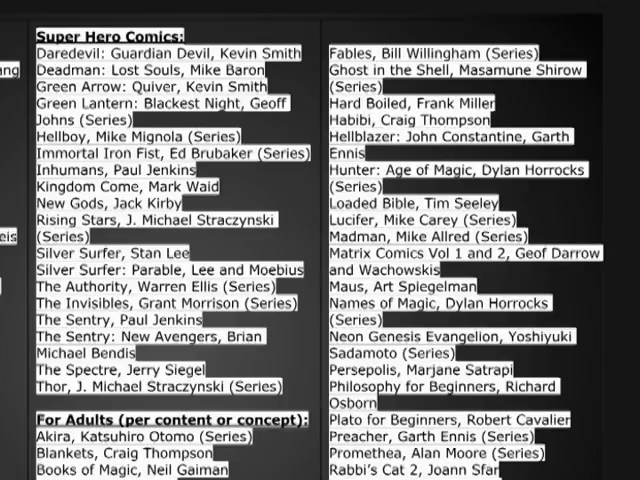 ang
eis
Super Hero Comics:
Daredevil: Guardian Devil, Kevin Smith
Deadman: Lost Souls, Mike Baron
Green Arrow: Quiver, Kevin Smith
Green Lantern: Blackest Night, Geoff
Johns (Series)
Hellboy, Mike Mignola (Series)
Immortal Iron Fist, Ed Brubaker (Series)
Inhumans, Paul Jenkins
Kingdom Come, Mark Waid
New Gods, Jack Kirby
Rising Stars, J. Michael Straczynski
(Series)
Silver Surfer, Stan Lee
Silver Surfer: Parable, Lee and Moebius
The Authority, Warren Ellis (Series)
The Invisibles, Grant Morrison (Series)
The Sentry, Paul Jenkins
The Sentry: New Avengers, Brian
Michael Bendis
The Spectre, Jerry Siegel
Thor, J. Michael Straczynski (Series)
For Adults (per content or concept):
Akira, Katsuhiro Otomo (Series)
Blankets, Craig Thompson
Books of Magic, Neil Gaiman
Fables, Bill Willingham (Series)
Ghost in the Shell, Masamune Shirow
(Series)
Hard Boiled, Frank Miller
Habibi, Craig Thompson
Hellblazer: John Constantine, Garth
Ennis
Hunter: Age of Magic, Dylan Horrocks
(Series)
Loaded Bible, Tim Seeley
Lucifer, Mike Carey (Series)
Madman, Mike Allred (Series)
Matrix Comics Vol 1 and 2, Geof Darrow
and Wachowskis
Maus, Art Spiegelman
Names of Magic, Dylan Horrocks
(Series)
Neon Genesis Evangelion, Yoshiyuki
Sadamoto (Series)
Persepolis, Marjane Satrapi
Philosophy for Beginners, Richard
Osborn
Plato for Beginners, Robert Cavalier
Preacher, Garth Ennis (Series)
Promethea, Alan Moore (Series)
Rabbi's Cat 2, Joann Sfar